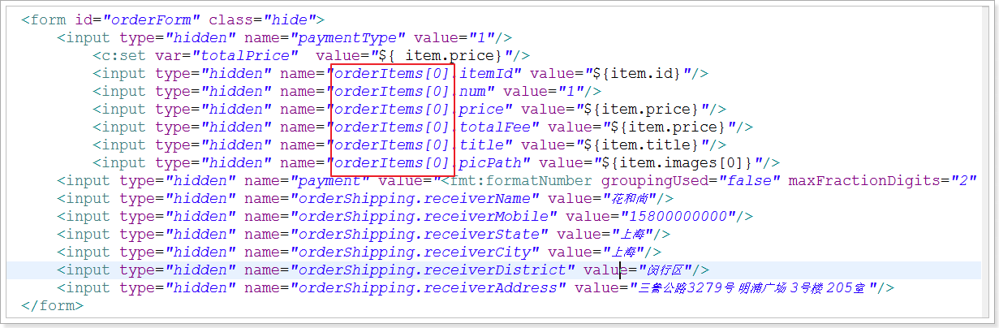 <form id="orderForm" class="hide">
<input type="hidden" name="paymentType" value="1"/>
<c:set var="totalPrice"  value="${ item.price}"/>
<input type="hidden" name="orderItems[0].itemId" value="${item.id}"/>
<input type="hidden" name="orderItems[0].num" value="1"/>
<input type="hidden" name="orderItems[0].price" value="${item.price}"/>
<input type="hidden" name="orderItems[0].totalFee" value="${item.price}"/>
<input type="hidden" name="orderItems[0].title" value="${item.title}"/>
<input type="hidden" name="orderItems[0].picPath" value="${item.images[0]}"/>
<input type="hidden" name="payment" value="<fmt:formatNumber groupingUsed="false" maxFractionDigits="2"
<input type="hidden" name="orderShipping.receiverName" value="花和尚"/>
<input type="hidden" name="orderShipping.receiverMobile" value="15800000000"/>
<input type="hidden" name="orderShipping.receiverState" value="上海"/>
<input type="hidden" name="orderShipping.receiverCity" value="上海"/>
<input type="hidden" name="orderShipping.receiverDistrict" value="闵行区"/>
<input type="hidden" name="orderShipping.receiverAddress" value="三鲁公路3279号 明浦广场 3号楼 205室"/>
</form>